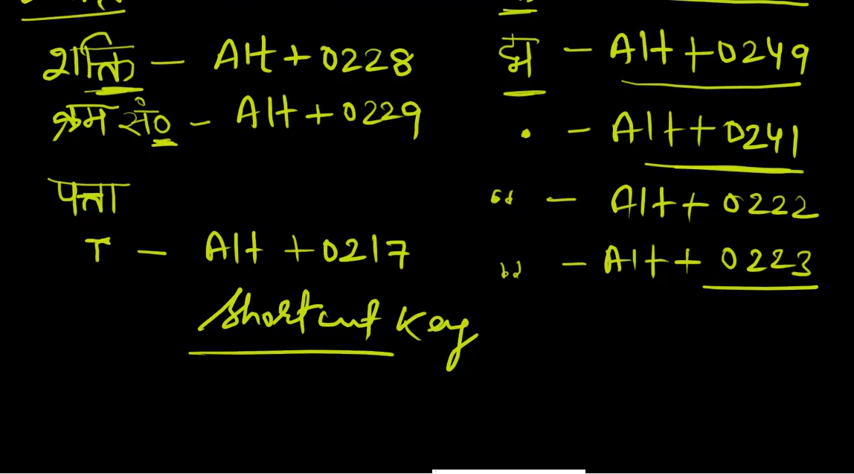 शक्ति - Alt + 0228
क्रम सं० - Alt + 0229
पत्ता
त - Alt + 0217
Shortcut Key
- Alt + 0249
. - Alt + 0241
“ - Alt + 0222
” - Alt + 0223